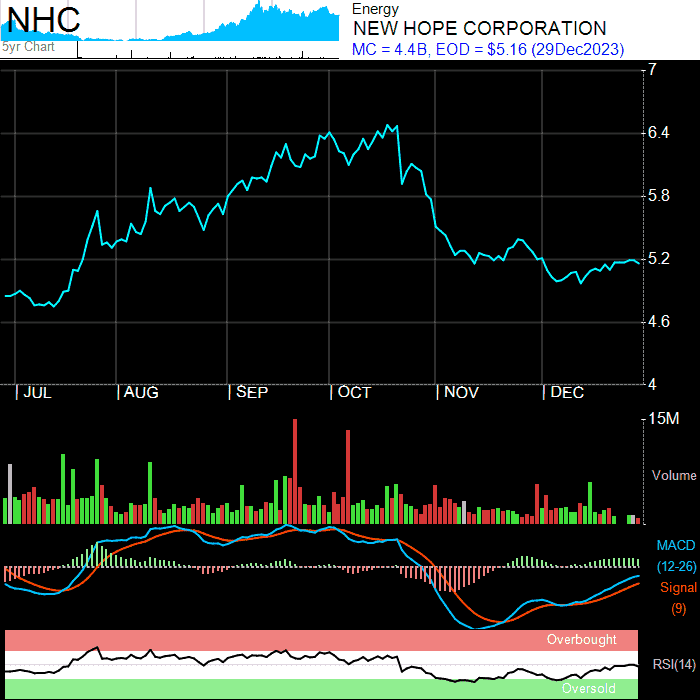 NHC
5yr Chart
Energy
NEW HOPE CORPORATION
MC = 4.4B, EOD = $5.16 (29Dec2023)
7
6.4
5.8
5.2
4.6
4
JUL AUG SEP OCT NOV DEC
15M
Volume
MACD
(12-26)
Signal
(9)
Overbought
RSI(14)
Oversold